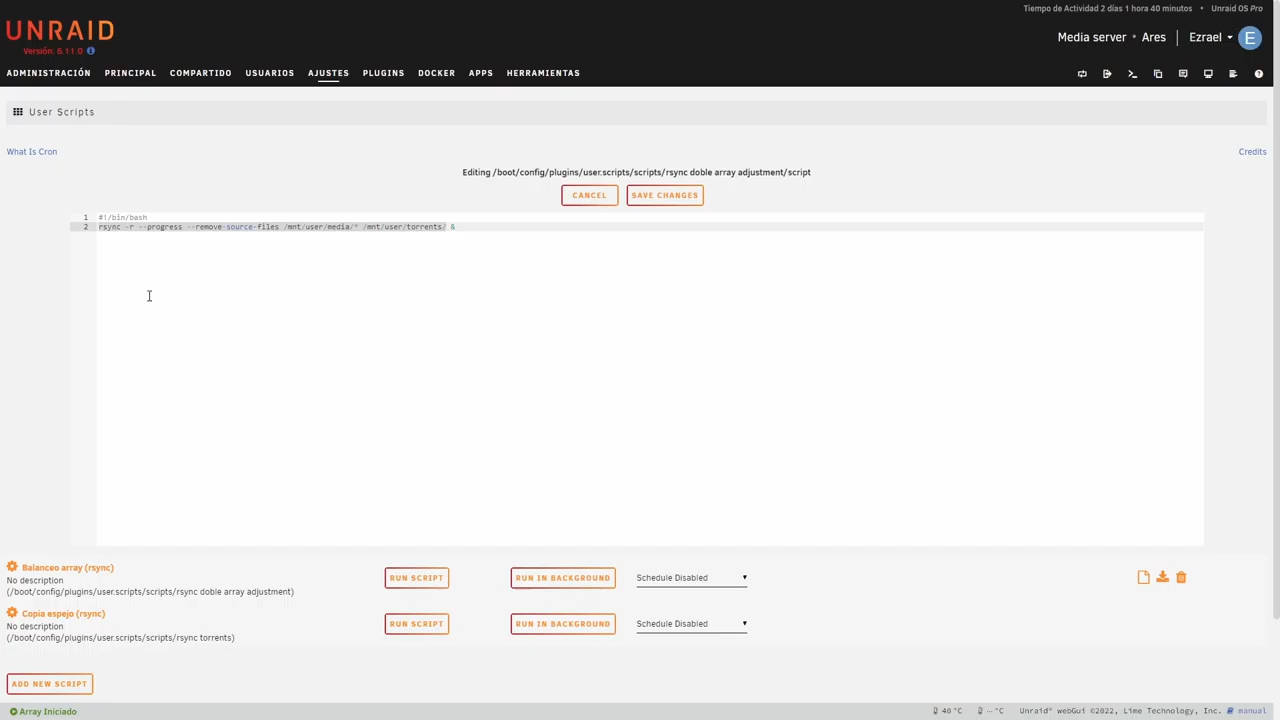 Tiempo de Actividad 2 días 1 hora 40 minutos • Unraid OS Pro
UNRAID
Versión: 6.11.0
Media server • Ares | Ezrael
E
ADMINISTRACIÓN PRINCIPAL COMPARTIDO USUARIOS AJUSTES PLUGINS DOCKER APPS HERRAMIENTAS
User Scripts
What Is Cron
Credits
Editing /boot/config/plugins/user.scripts/scripts/rsync doble array adjustment/script
CANCEL SAVE CHANGES
1 #!/bin/bash
2 rsync -r --progress --remove-source-files /mnt/user/media/* /mnt/user/torrents/ &
Balanceo array (rsync)
No description
(/boot/config/plugins/user.scripts/scripts/rsync doble array adjustment)
RUN SCRIPT RUN IN BACKGROUND Schedule Disabled
Copia espejo (rsync)
No description
(/boot/config/plugins/user.scripts/scripts/rsync torrents)
RUN SCRIPT RUN IN BACKGROUND Schedule Disabled
ADD NEW SCRIPT
Array Iniciado
40 °C -- °C Unraid® webGui ©2022, Lime Technology, Inc. manual